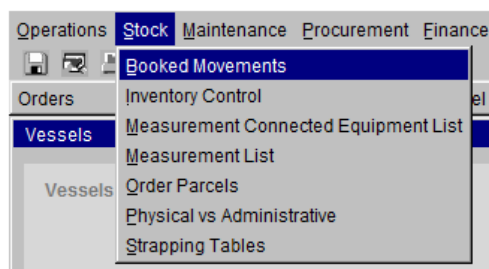 Operations Stock Maintenance Procurement Finance
Booked Movements
Orders
Inventory Control
el
Vessels
Measurement Connected Equipment List
Measurement List
Vessels
Order Parcels
Physical vs Administrative
Strapping Tables